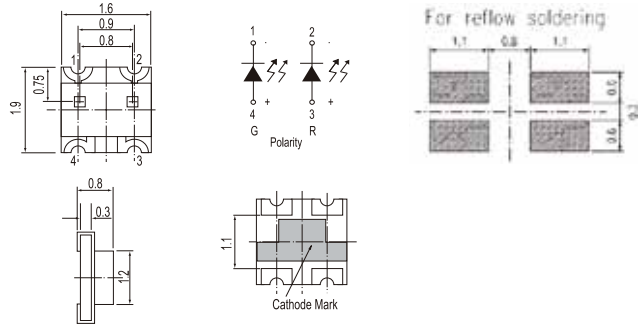 1.6
0.9
0.8
1 2
0.75
1.9
4 3
1 2
4 + 3 +
G R
Polarity
For reflow soldering
1.1 0.8 1.1
0.6
0.8
0.3
1.2
1.1
Cathode Mark